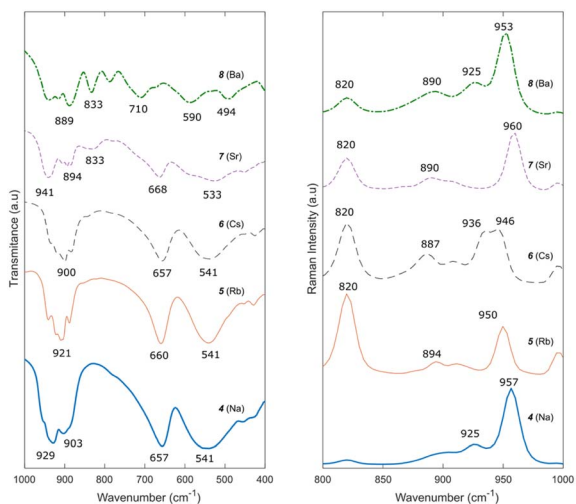 8 (Ba)
889
833
710
590
494
7 (Sr)
941
894
833
668
533
6 (Cs)
900
657
541
5 (Rb)
921
660
541
4 (Na)
929
903
657
541
Transmitance (a.u)
1000 900 800 700 600 500 400
Wavenumber (cm-1)
953
820
890
925
8 (Ba)
960
820
890
7 (Sr)
820
887
936
946
6 (Cs)
820
894
950
5 (Rb)
957
925
4 (Na)
Raman Intensity (a.u)
800 850 900 950 1000
Wavenumber (cm-1)